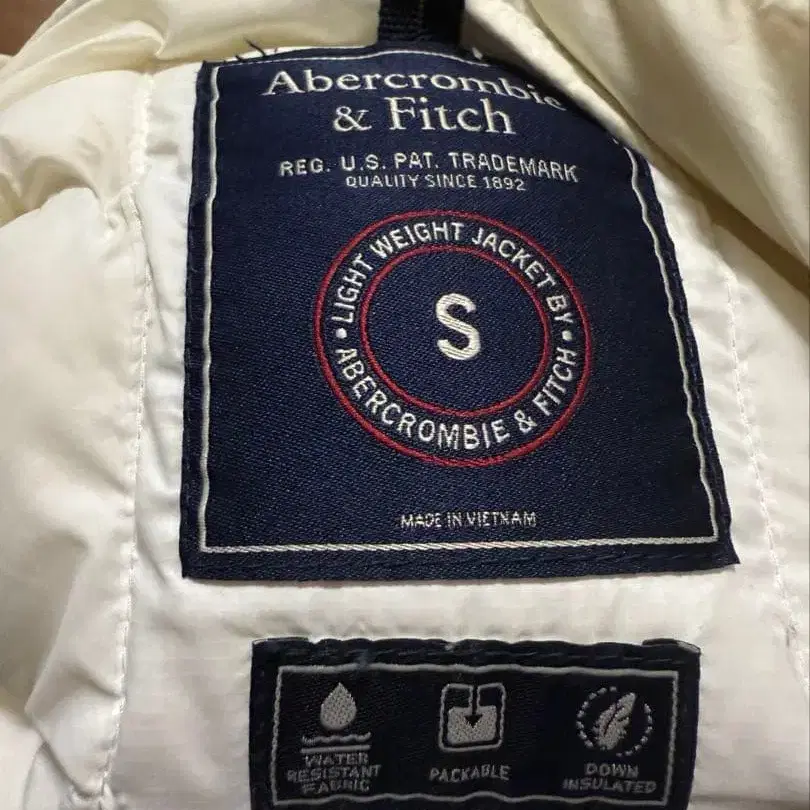 Abercrombie
& Fitch
REG. U.S. PAT. TRADEMARK
QUALITY SINCE 1892
• LIGHT WEIGHT JACKET BY •
ABERCROMBIE & FITCH
S
MADE IN VIETNAM
WATER
RESISTANT
FABRIC
PACKABLE
DOWN
INSULATED